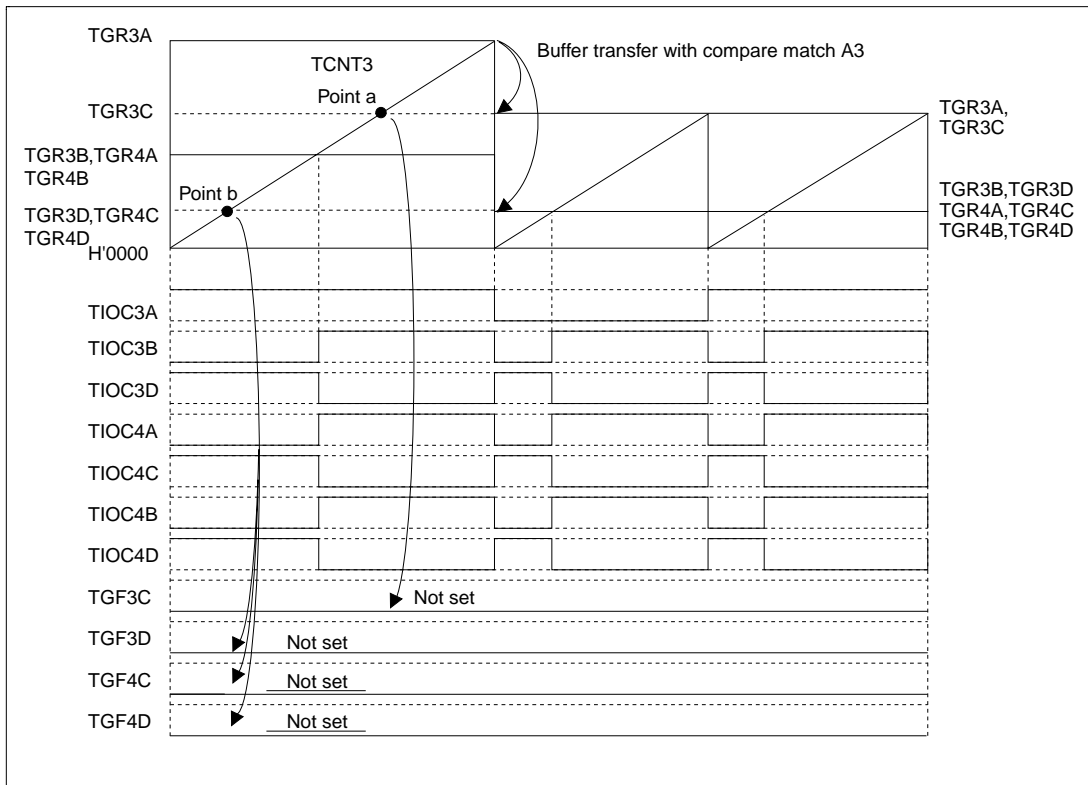 TGR3A
Buffer transfer with compare match A3
TCNT3
Point a
TGR3C
TGR3A,
TGR3C
TGR3B,TGR4A
TGR4B
Point b
TGR3D,TGR4C
TGR4D
H'0000
TGR3B,TGR3D
TGR4A,TGR4C
TGR4B,TGR4D
TIOC3A
TIOC3B
TIOC3D
TIOC4A
TIOC4C
TIOC4B
TIOC4D
TGF3C
Not set
TGF3D
Not set
TGF4C
Not set
TGF4D
Not set